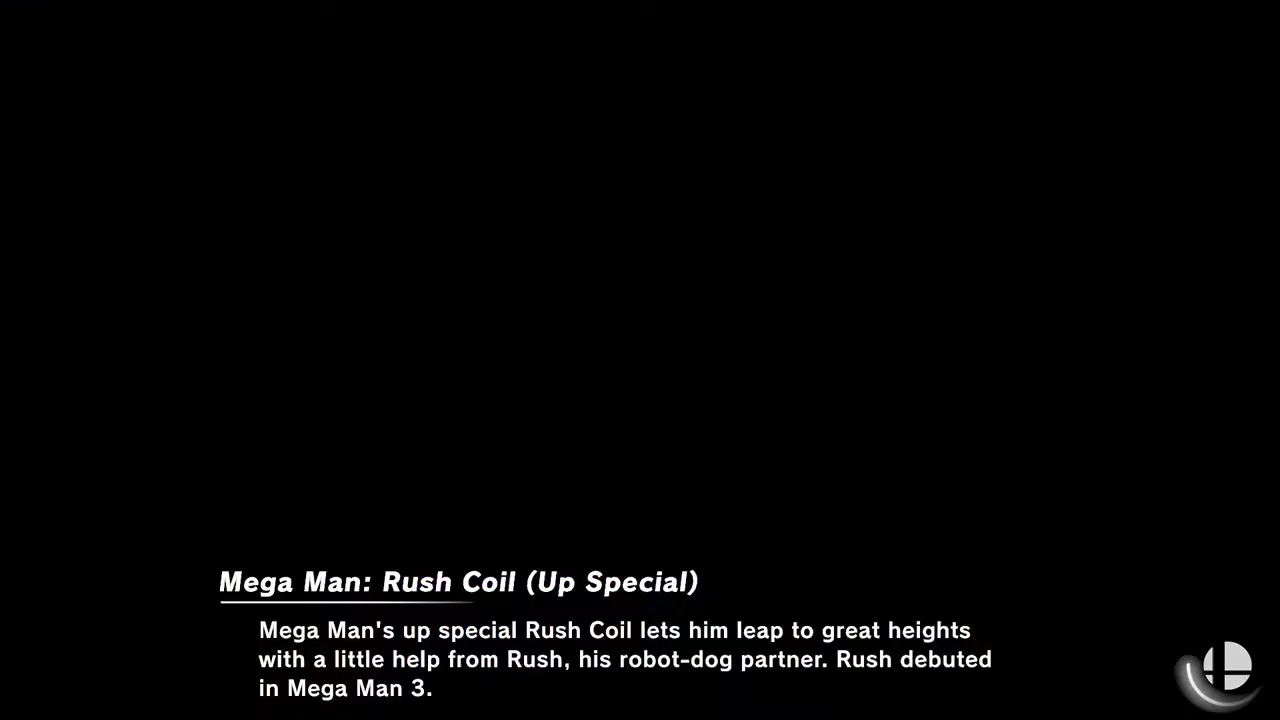 Mega Man: Rush Coil (Up Special)
Mega Man's up special Rush Coil lets him leap to great heights
with a little help from Rush, his robot-dog partner. Rush debuted
in Mega Man 3.